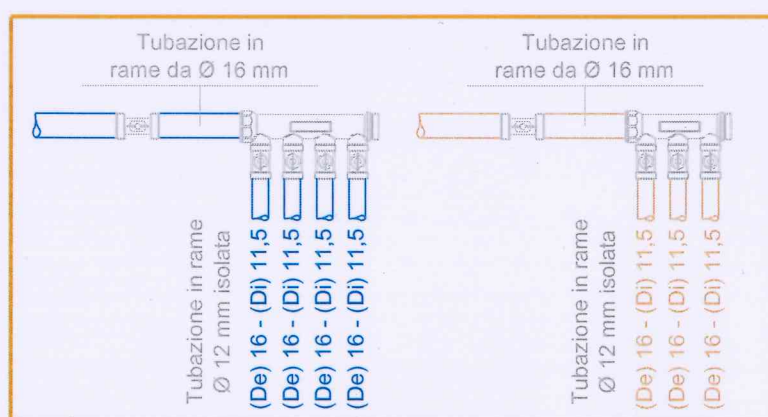 Tubazione in
rame da Ø 16 mm
Tubazione in rame
Ø 12 mm isolata
(De) 16 - (Di) 11,5
(De) 16 - (Di) 11,5
(De) 16 - (Di) 11,5
(De) 16 - (Di) 11,5
Tubazione in
rame da Ø 16 mm
Tubazione in rame
Ø 12 mm isolata
(De) 16 - (Di) 11,5
(De) 16 - (Di) 11,5
(De) 16 - (Di) 11,5